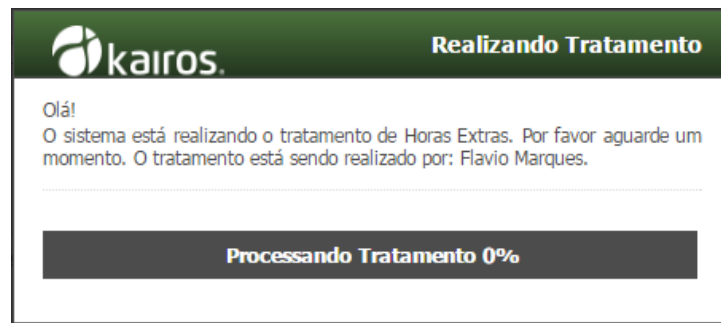 kairos.
Realizando Tratamento
Olá!
O sistema está realizando o tratamento de Horas Extras. Por favor aguarde um
momento. O tratamento está sendo realizado por: Flavio Marques.
Processando Tratamento 0%